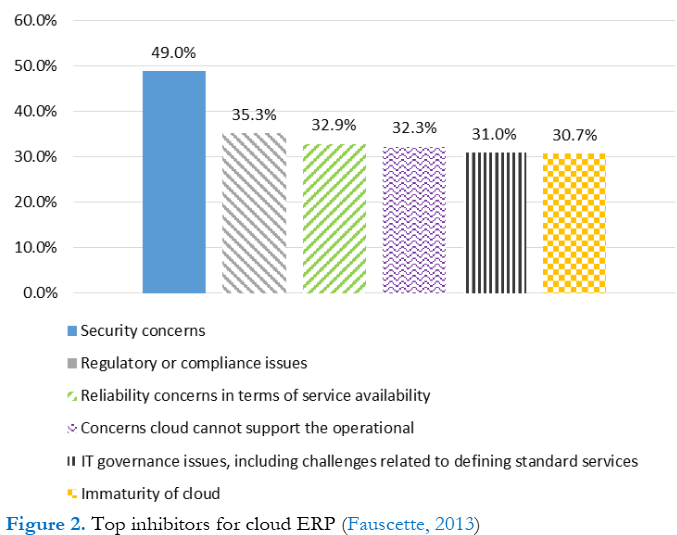 60.0%
50.0%
40.0%
30.0%
20.0%
10.0%
0.0%
49.0%
35.3%
32.9%
32.3%
31.0%
30.7%
Security concerns
Regulatory or compliance issues
Reliability concerns in terms of service availability
Concerns cloud cannot support the operational
IT governance issues, including challenges related to defining standard services
Immaturity of cloud
Figure 2. Top inhibitors for cloud ERP (Fauscette, 2013)